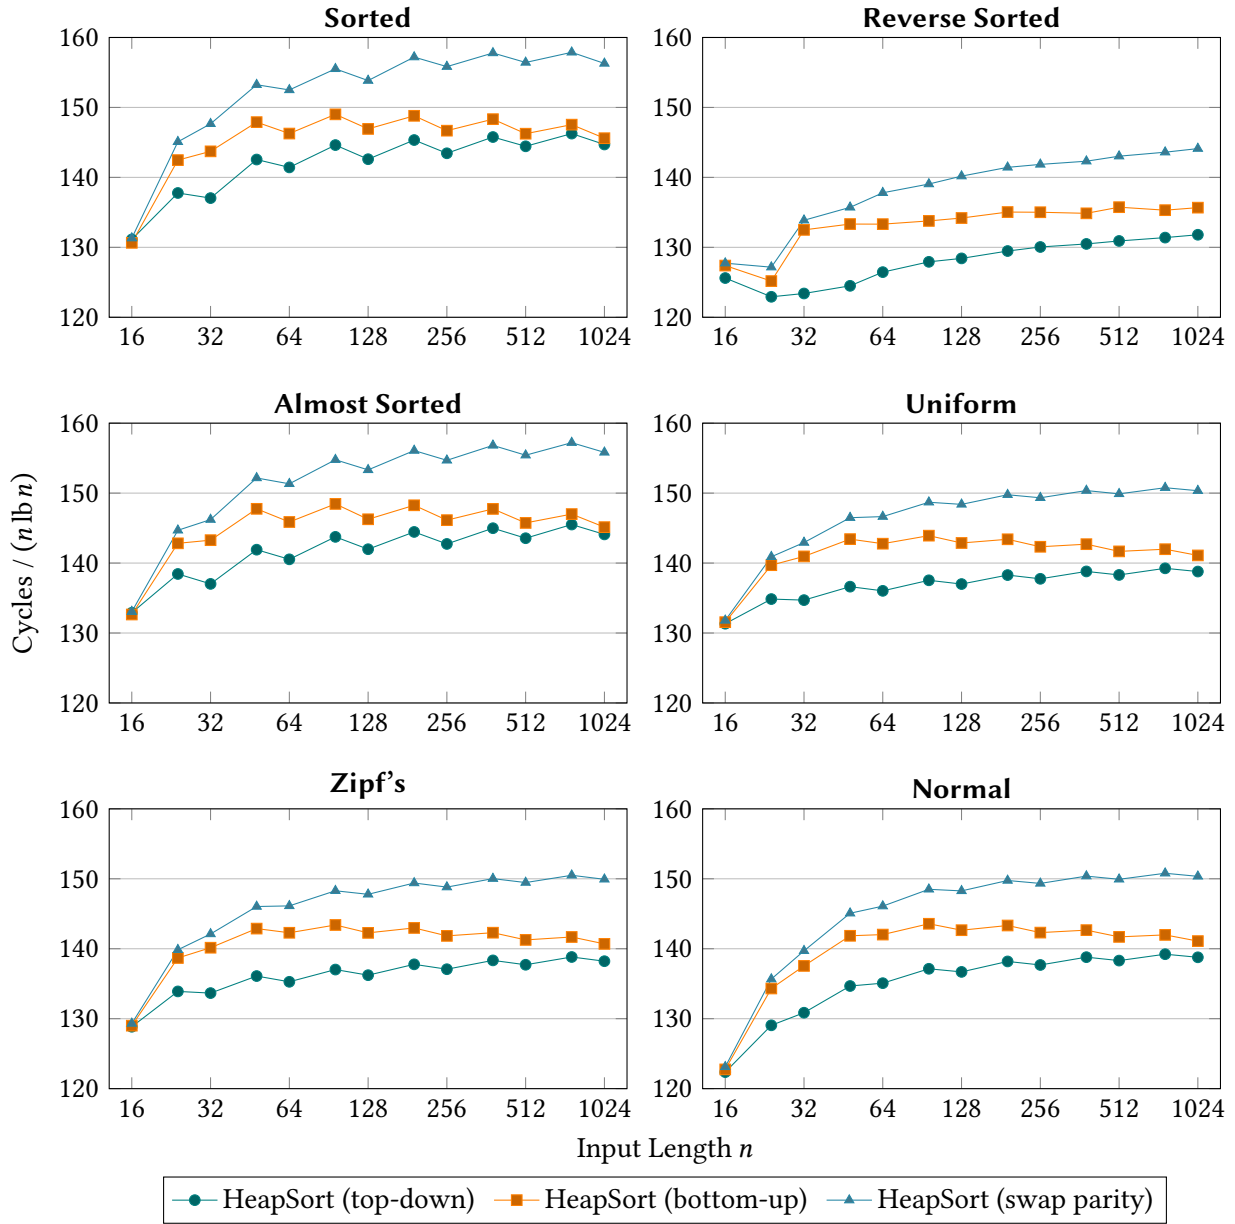 Sorted
160
150
140
130
120
16 32 64 128 256 512 1024
Reverse Sorted
160
150
140
130
120
16 32 64 128 256 512 1024
Almost Sorted
160
150
140
130
120
16 32 64 128 256 512 1024
Uniform
160
150
140
130
120
16 32 64 128 256 512 1024
Cycles / (n lb n)
Zipf's
160
150
140
130
120
16 32 64 128 256 512 1024
Normal
160
150
140
130
120
16 32 64 128 256 512 1024
Input Length n
HeapSort (top-down) HeapSort (bottom-up) HeapSort (swap parity)